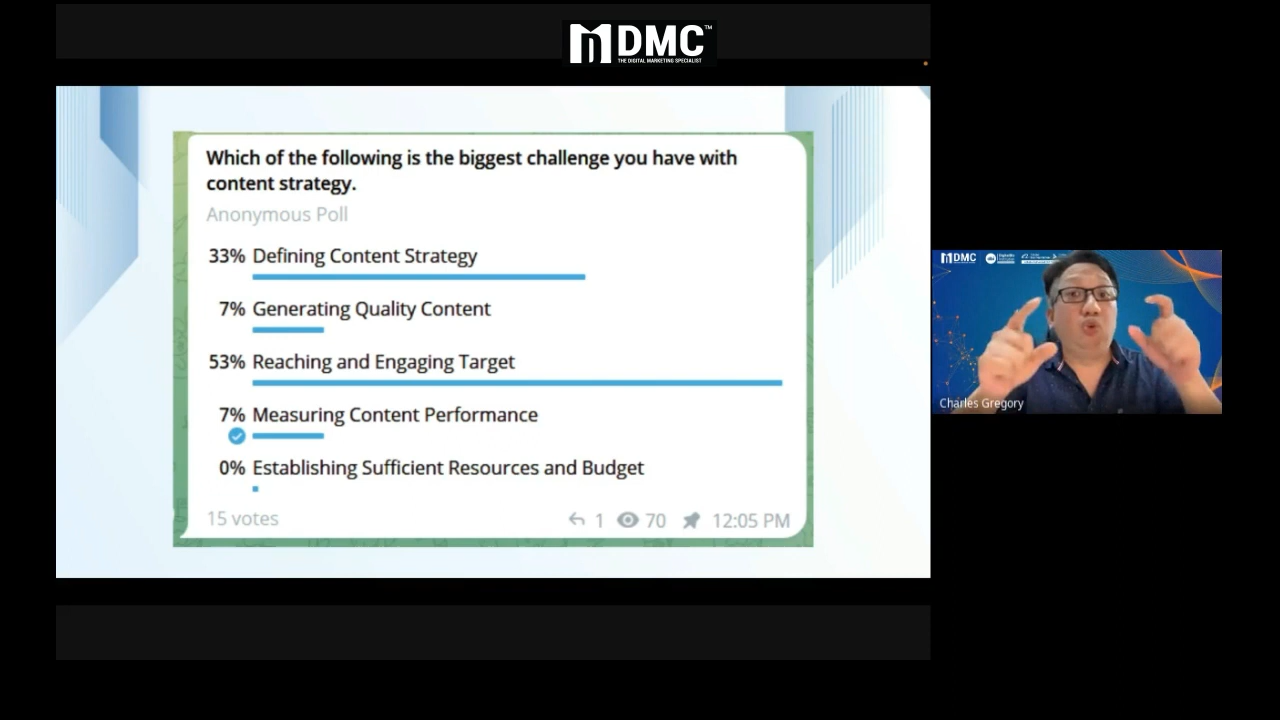 DMC™
THE DIGITAL MARKETING SPECIALIST
Which of the following is the biggest challenge you have with
content strategy.
Anonymous Poll
33% Defining Content Strategy
7% Generating Quality Content
53% Reaching and Engaging Target
7% Measuring Content Performance
0% Establishing Sufficient Resources and Budget
15 votes 1 70 12:05 PM
DMC
Charles Gregory